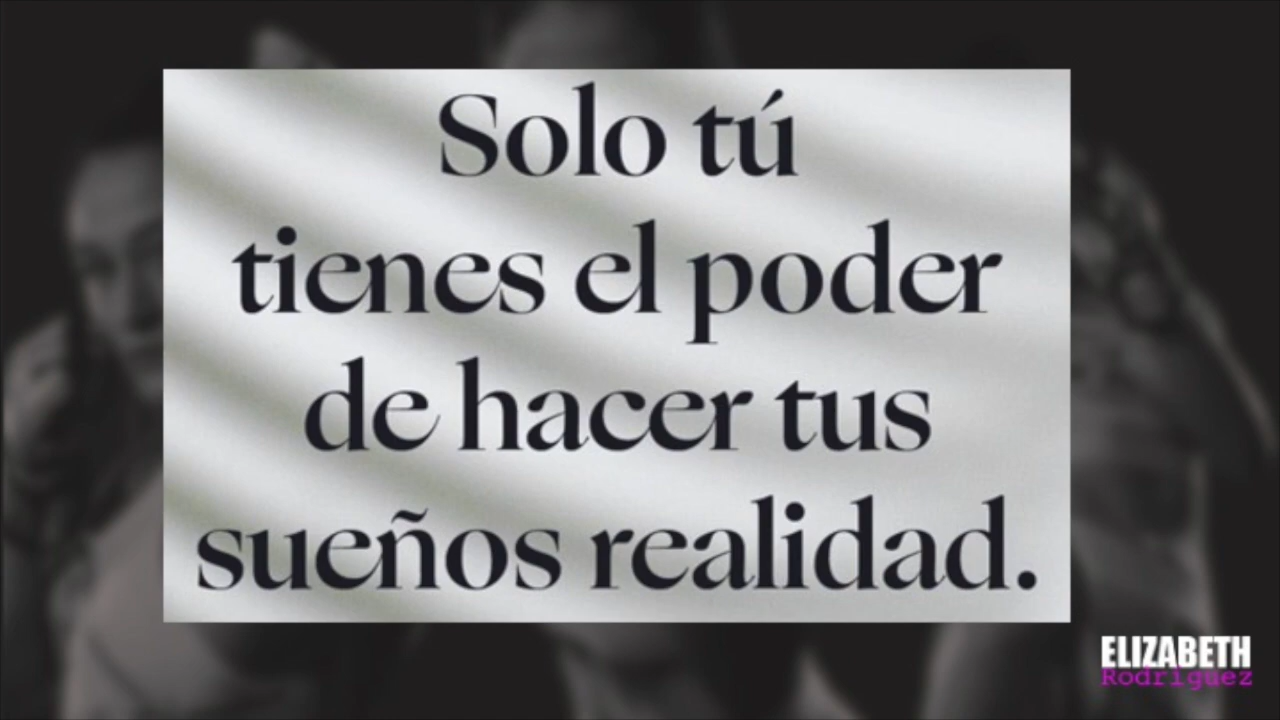 Solo tú
tienes el poder
de hacer tus
sueños realidad.
ELIZABETH
Rodriguez